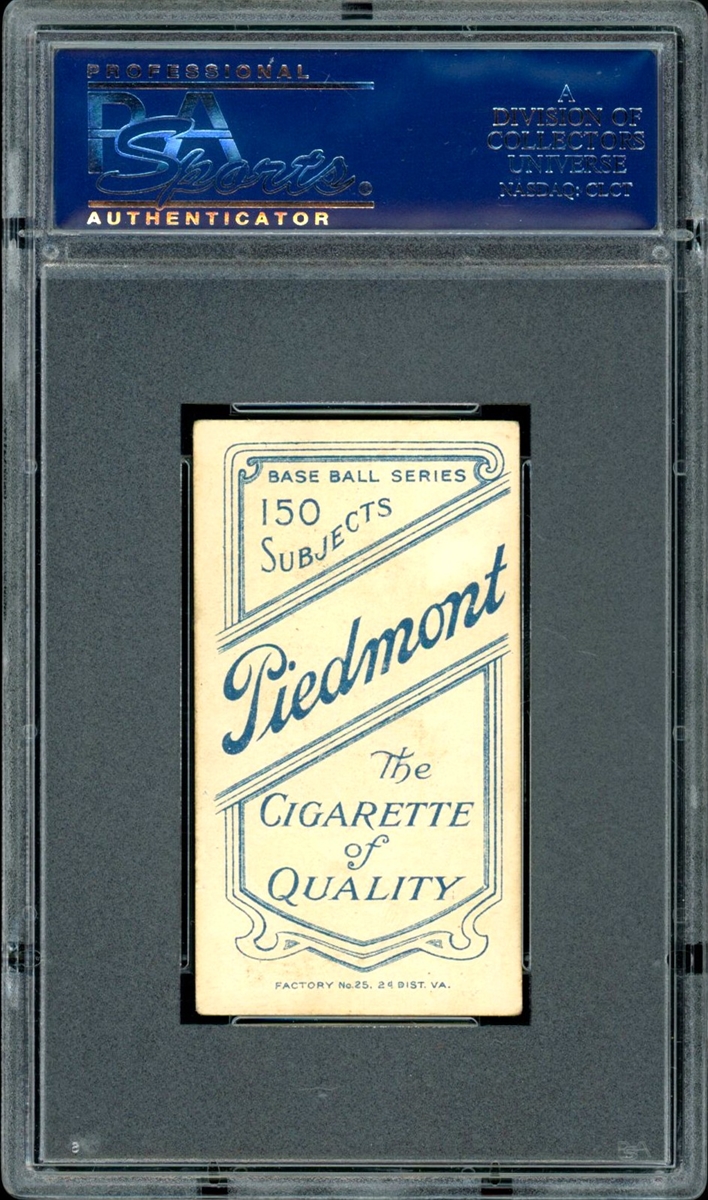 PROFESSIONAL
PSA
Sports
AUTHENTICATOR
A
DIVISION OF
COLLECTORS
UNIVERSE
NASDAQ: CLCT
BASE BALL SERIES
150
SUBJECTS
Piedmont
The
CIGARETTE
of
QUALITY
FACTORY No.25. 2d DIST. VA.